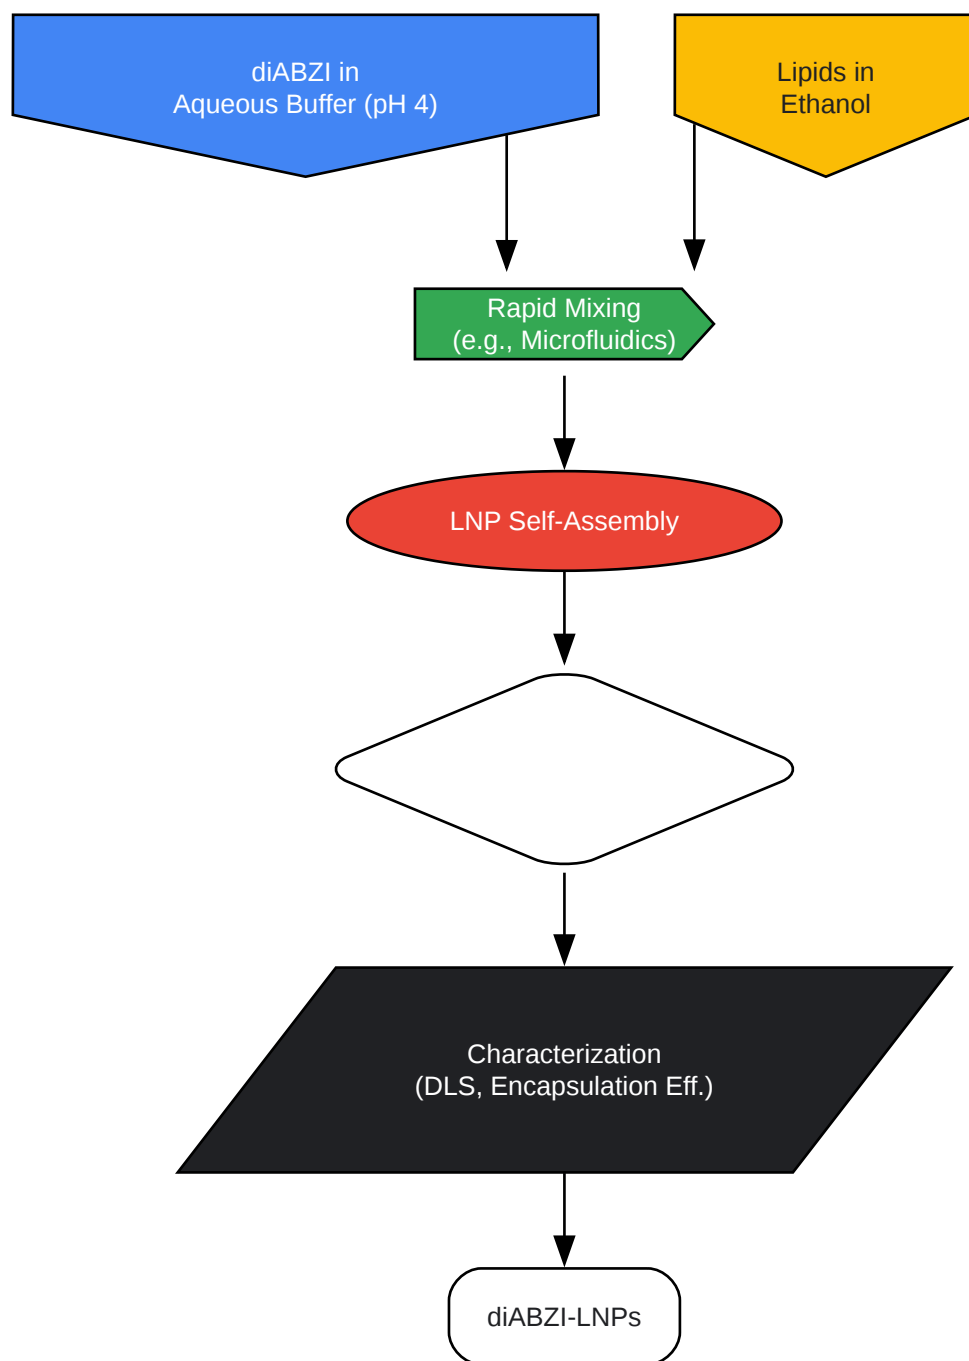 diABZI in
Aqueous Buffer (pH 4)
Lipids in
Ethanol
Rapid Mixing
(e.g., Microfluidics)
LNP Self-Assembly
Characterization
(DLS, Encapsulation Eff.)
diABZI-LNPs